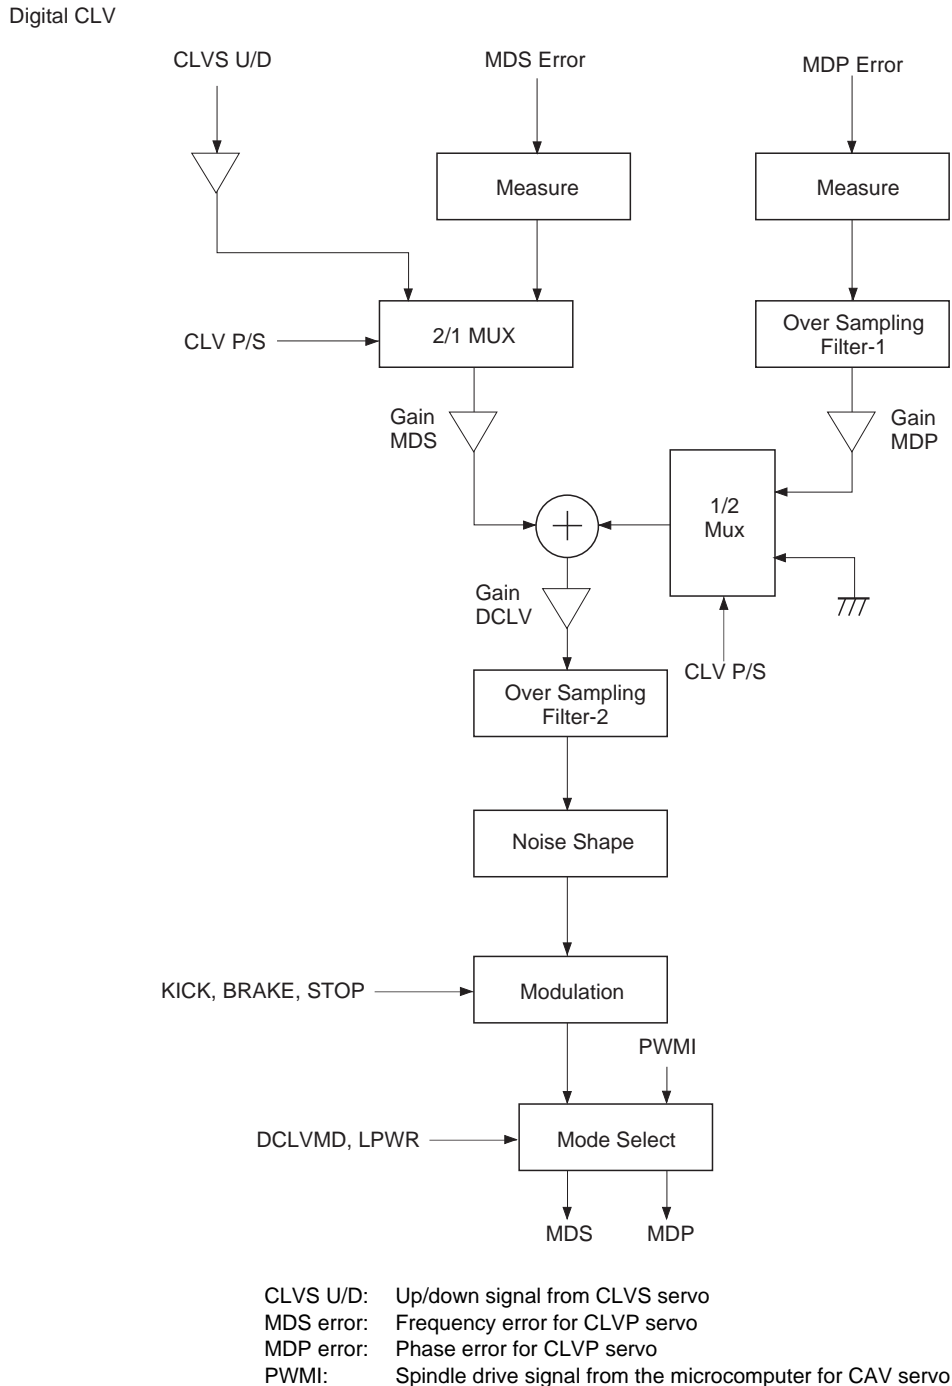 Digital CLV
CLVS U/D
MDS Error
MDP Error
Measure
Measure
CLV P/S
2/1 MUX
Over Sampling
Filter-1
Gain
MDS
Gain
MDP
1/2
Mux
Gain
DCLV
CLV P/S
Over Sampling
Filter-2
Noise Shape
KICK, BRAKE, STOP
Modulation
PWMI
DCLVMD, LPWR
Mode Select
MDS
MDP
CLVS U/D: Up/down signal from CLVS servo
MDS error: Frequency error for CLVP servo
MDP error: Phase error for CLVP servo
PWMI: Spindle drive signal from the microcomputer for CAV servo